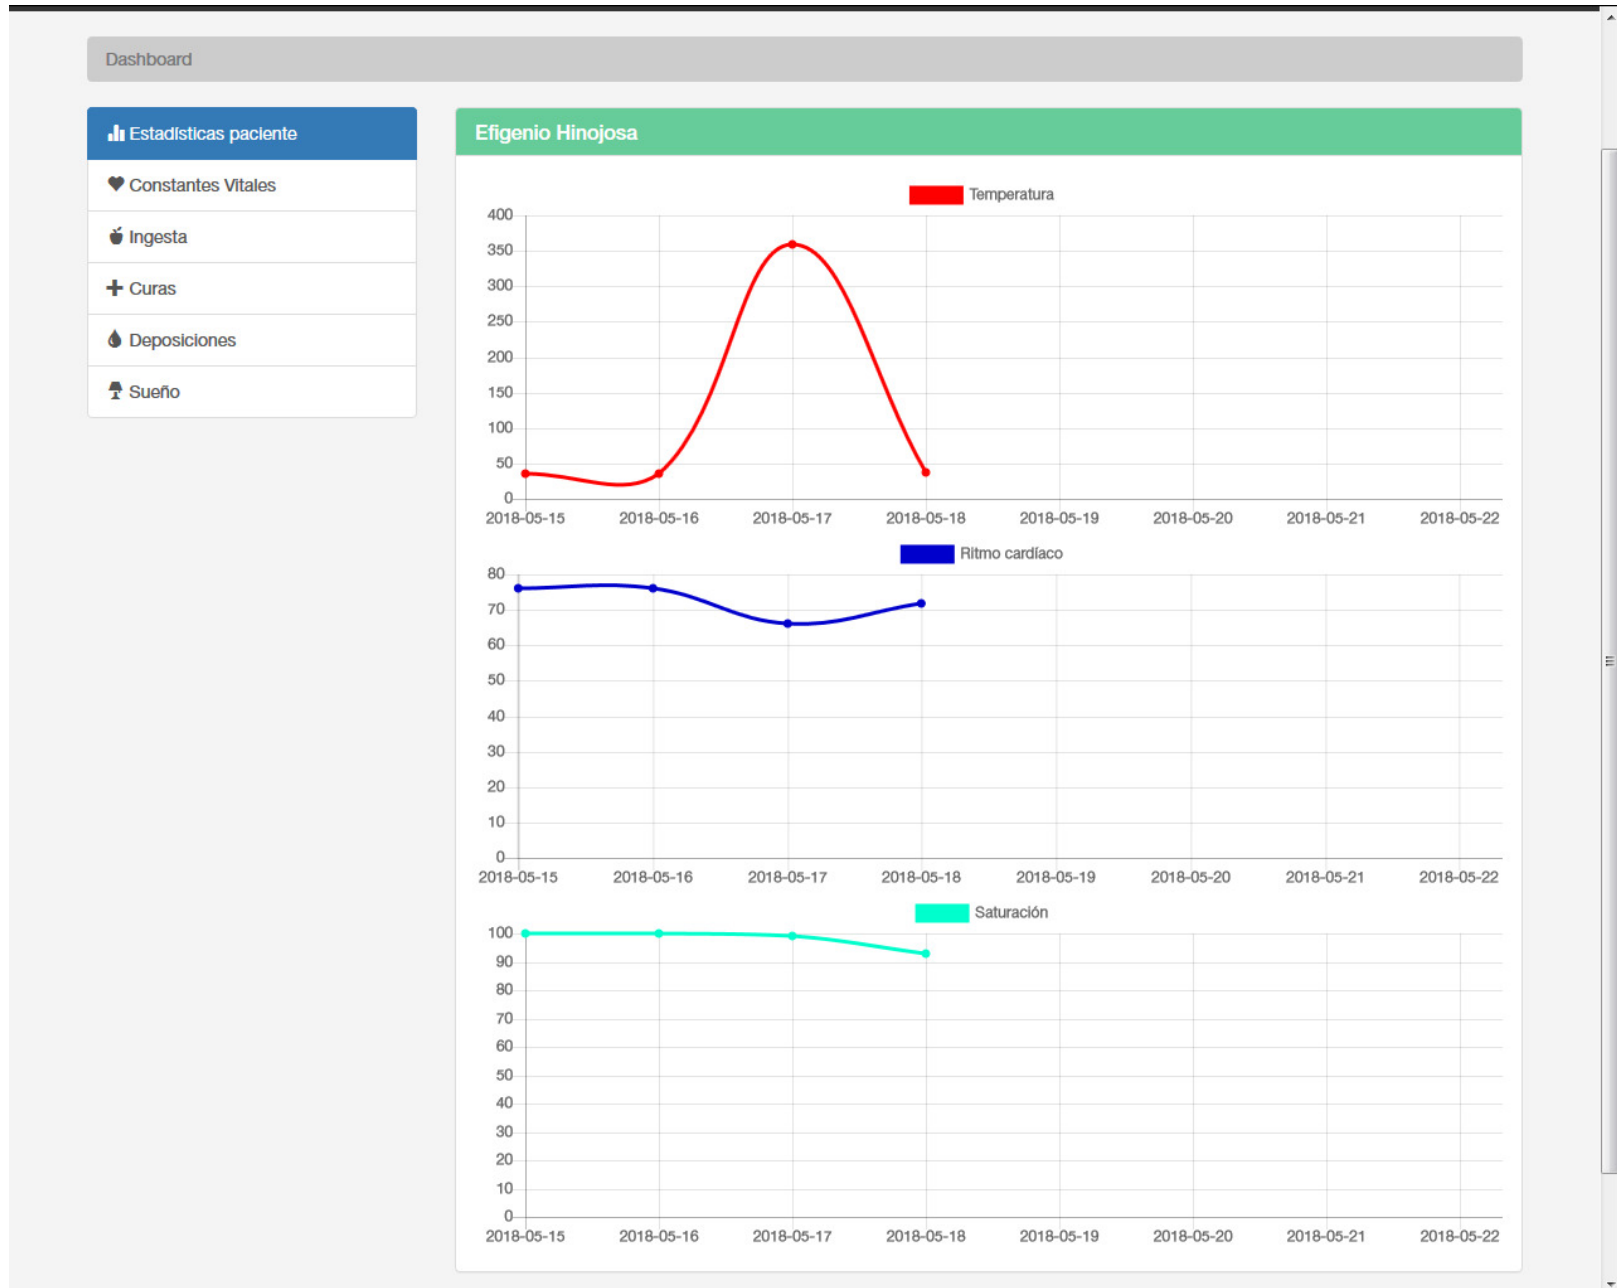 Dashboard
Estadísticas paciente
Constantes Vitales
Ingesta
Curas
Deposiciones
Sueño
Efigenio Hinojosa
Temperatura
400
350
300
250
200
150
100
50
0
2018-05-15 2018-05-16 2018-05-17 2018-05-18 2018-05-19 2018-05-20 2018-05-21 2018-05-22
Ritmo cardíaco
80
70
60
50
40
30
20
10
0
2018-05-15 2018-05-16 2018-05-17 2018-05-18 2018-05-19 2018-05-20 2018-05-21 2018-05-22
Saturación
100
90
80
70
60
50
40
30
20
10
0
2018-05-15 2018-05-16 2018-05-17 2018-05-18 2018-05-19 2018-05-20 2018-05-21 2018-05-22